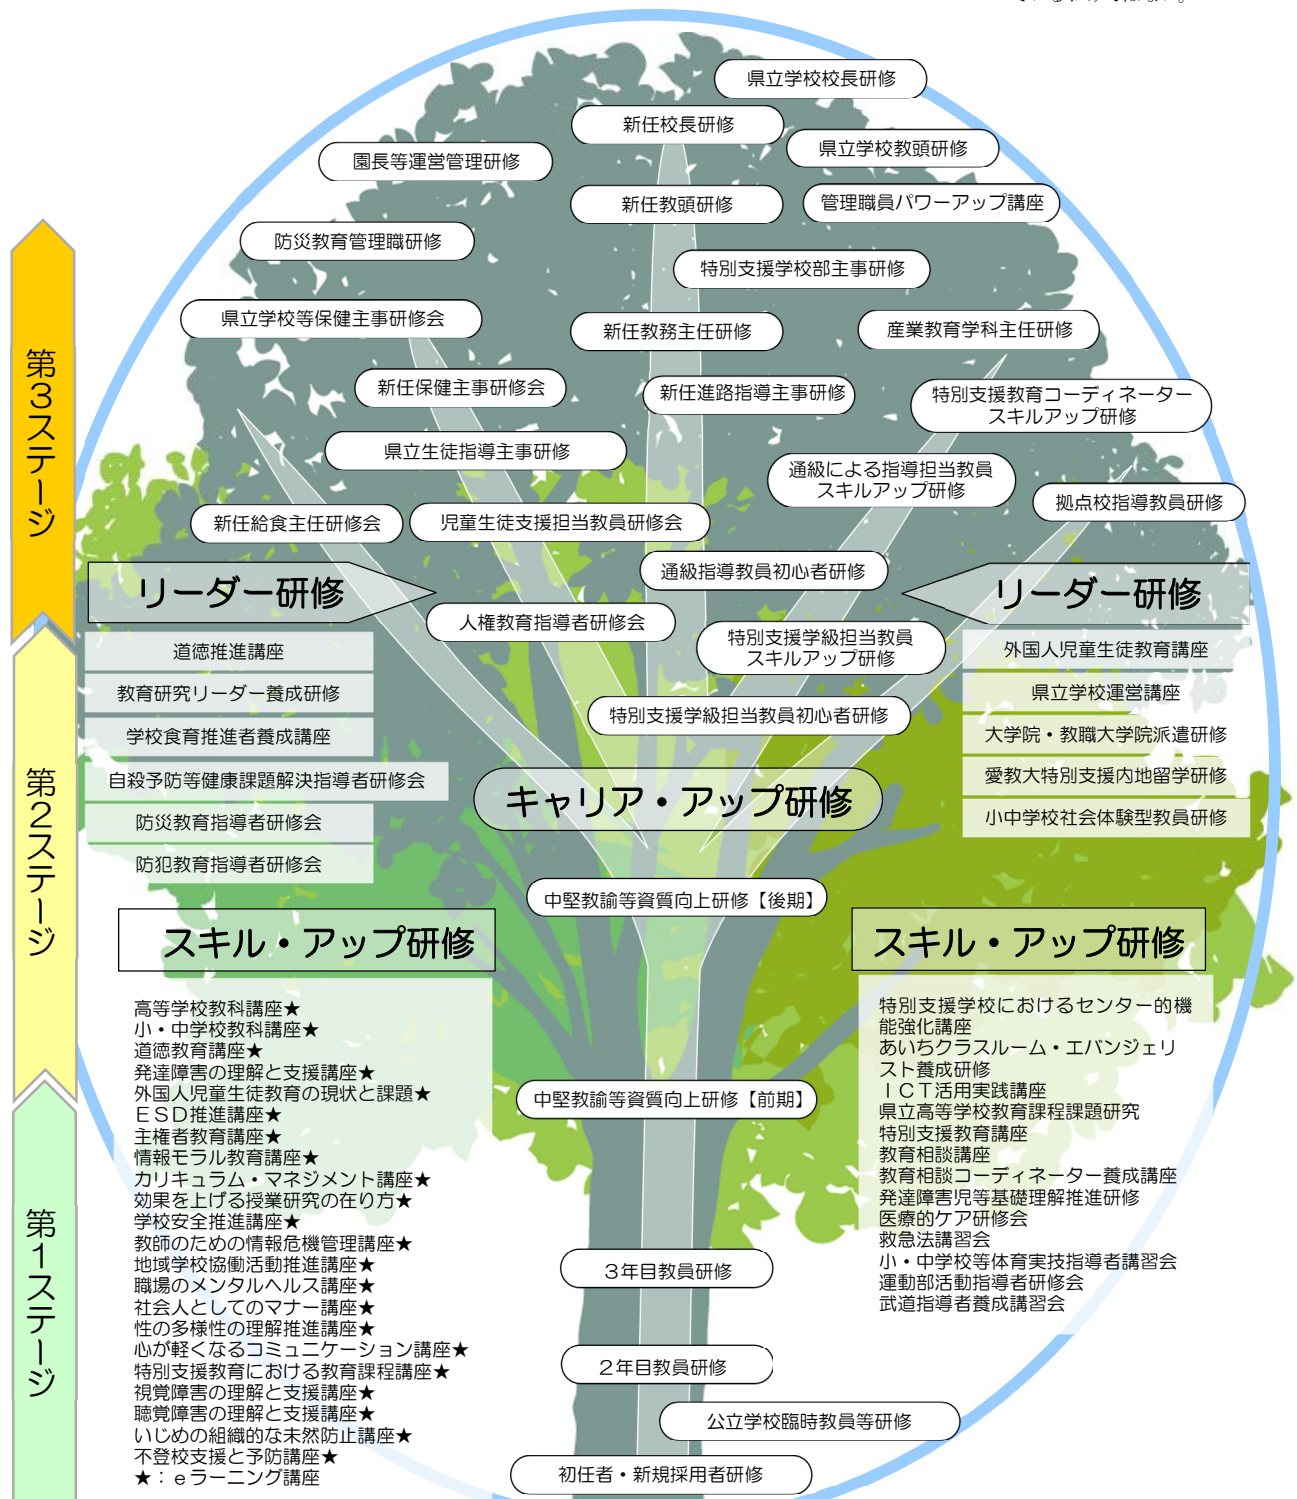 県立学校校長研修
新任校長研修
県立学校教頭研修
園長等運営管理研修
新任教頭研修
管理職員パワーアップ講座
防災教育管理職研修
特別支援学校部主事研修
県立学校等保健主事研修会
新任教務主任研修
産業教育学科主任研修
新任保健主事研修会
新任進路指導主事研修
特別支援教育コーディネーター
スキルアップ研修
県立生徒指導主事研修
通級による指導担当教員
スキルアップ研修
拠点校指導教員研修
新任給食主任研修会
児童生徒支援担当教員研修会
通級指導教員初心者研修
人権教育指導者研修会
特別支援学級担当教員
スキルアップ研修
特別支援学級担当教員初心者研修
第3ステージ
リーダー研修
道徳推進講座
教育研究リーダー養成研修
学校食育推進者養成講座
自殺予防等健康課題解決指導者研修会
防災教育指導者研修会
防犯教育指導者研修会
リーダー研修
外国人児童生徒教育講座
県立学校運営講座
大学院・教職大学院派遣研修
愛教大特別支援内地留学研修
小中学校社会体験型教員研修
キャリア・アップ研修
中堅教諭等資質向上研修【後期】
第2ステージ
スキル・アップ研修
高等学校教科講座★
小・中学校教科講座★
道徳教育講座★
発達障害の理解と支援講座★
外国人児童生徒教育の現状と課題★
ＥＳＤ推進講座★
主権者教育講座★
情報モラル教育講座★
カリキュラム・マネジメント講座★
効果を上げる授業研究の在り方★
学校安全推進講座★
教師のための情報危機管理講座★
地域学校協働活動推進講座★
職場のメンタルヘルス講座★
社会人としてのマナー講座★
性の多様性の理解推進講座★
心が軽くなるコミュニケーション講座★
特別支援教育における教育課程講座★
視覚障害の理解と支援講座★
聴覚障害の理解と支援講座★
いじめの組織的な未然防止講座★
不登校支援と予防講座★
★：ｅラーニング講座
スキル・アップ研修
特別支援学校におけるセンター的機
能強化講座
あいちクラスルーム・エバンジェリ
スト養成研修
ＩＣＴ活用実践講座
県立高等学校教育課程課題研究
特別支援教育講座
教育相談講座
教育相談コーディネーター養成講座
発達障害児等基礎理解推進研修
医療的ケア研修会
救急法講習会
小・中学校等体育実技指導者講習会
運動部活動指導者研修会
武道指導者養成講習会
中堅教諭等資質向上研修【前期】
第1ステージ
3年目教員研修
2年目教員研修
公立学校臨時教員等研修
初任者・新規採用者研修